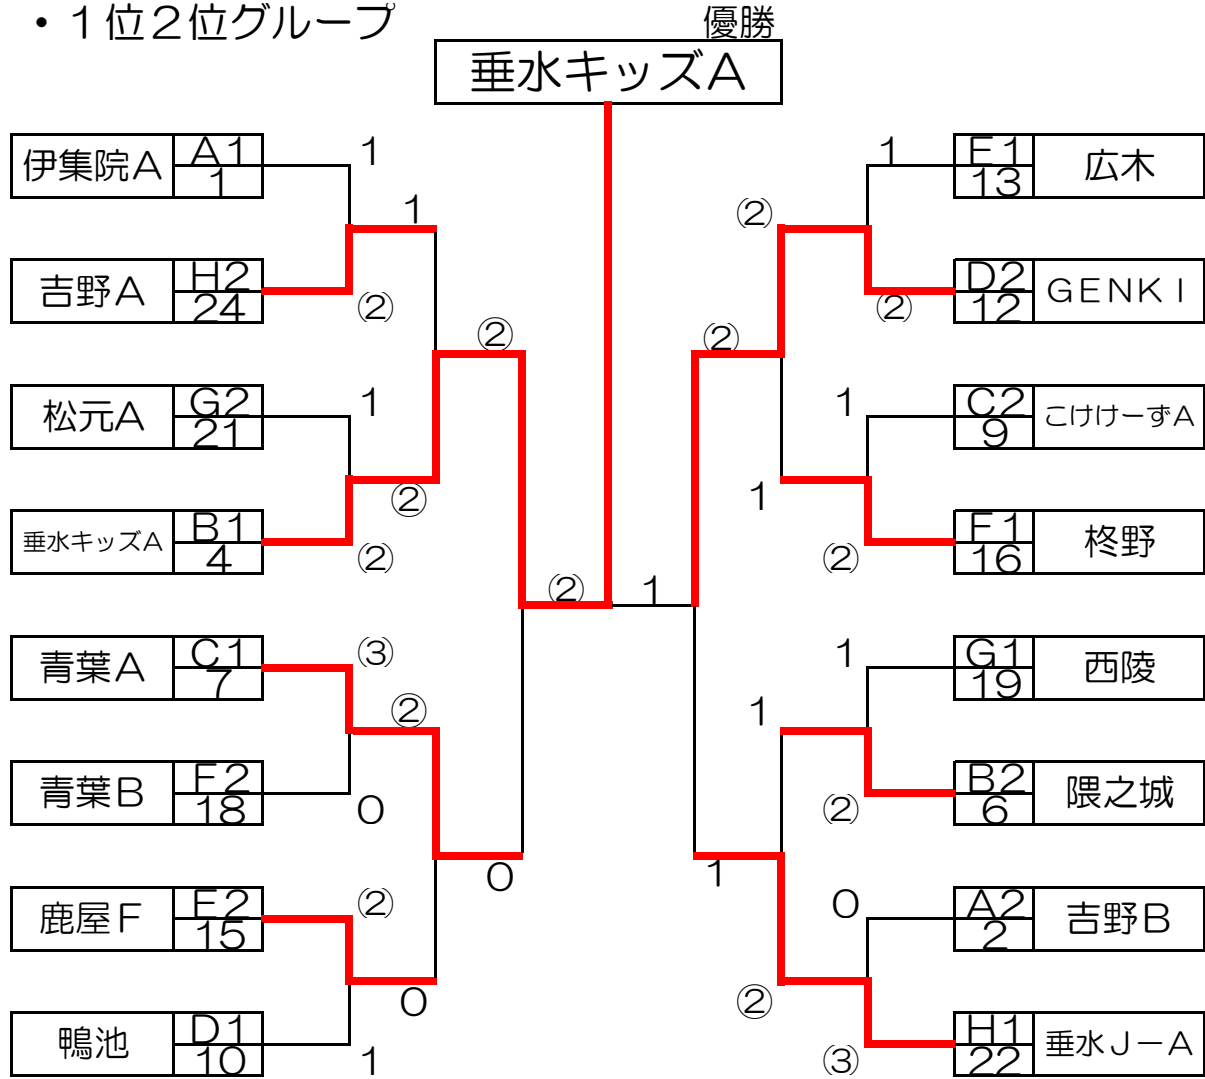 ・１位２位グループ
優勝
垂水キッズＡ
伊集院Ａ
Ａ1
1
1
1
吉野Ａ
Ｈ2
24
②
松元Ａ
Ｇ2
21
1
②
垂水キッズＡ
Ｂ1
4
②
②
青葉Ａ
Ｃ1
7
③
②
青葉Ｂ
Ｆ2
18
0
鹿屋Ｆ
Ｅ2
15
②
0
鴨池
Ｄ1
10
1
0
②
1
1
Ｅ1
13
広木
②
②
Ｄ2
12
ＧＥＮＫＩ
②
1
Ｃ2
9
こけけーずＡ
1
②
Ｆ1
16
柊野
1
Ｇ1
19
西陵
1
②
Ｂ2
6
隈之城
1
0
Ａ2
2
吉野Ｂ
②
③
Ｈ1
22
垂水Ｊ－Ａ